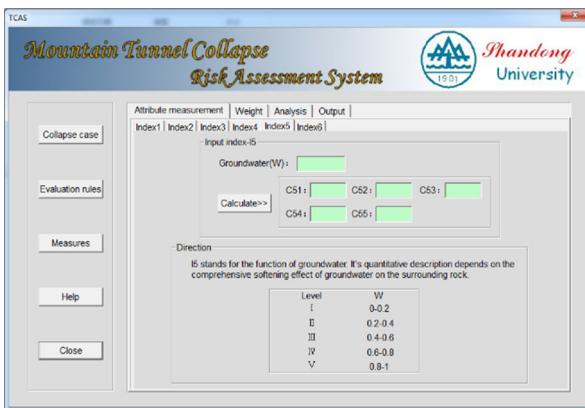 TCAS
Mountain Tunnel Collapse
Risk Assessment System
1901
Shandong
University
Collapse case
Evaluation rules
Measures
Help
Close
Attribute measurement Weight Analysis Output
Index1 Index2 Index3 Index4 Index5 Index6
Input index-I5
Groundwater(W):
Calculate>>
C51: C52: C53:
C54: C55:
Direction
I5 stands for the function of groundwater. It's quantitative description depends on the
comprehensive softening effect of groundwater on the surrounding rock.
Level W
I 0-0.2
II 0.2-0.4
III 0.4-0.6
IV 0.6-0.8
V 0.8-1